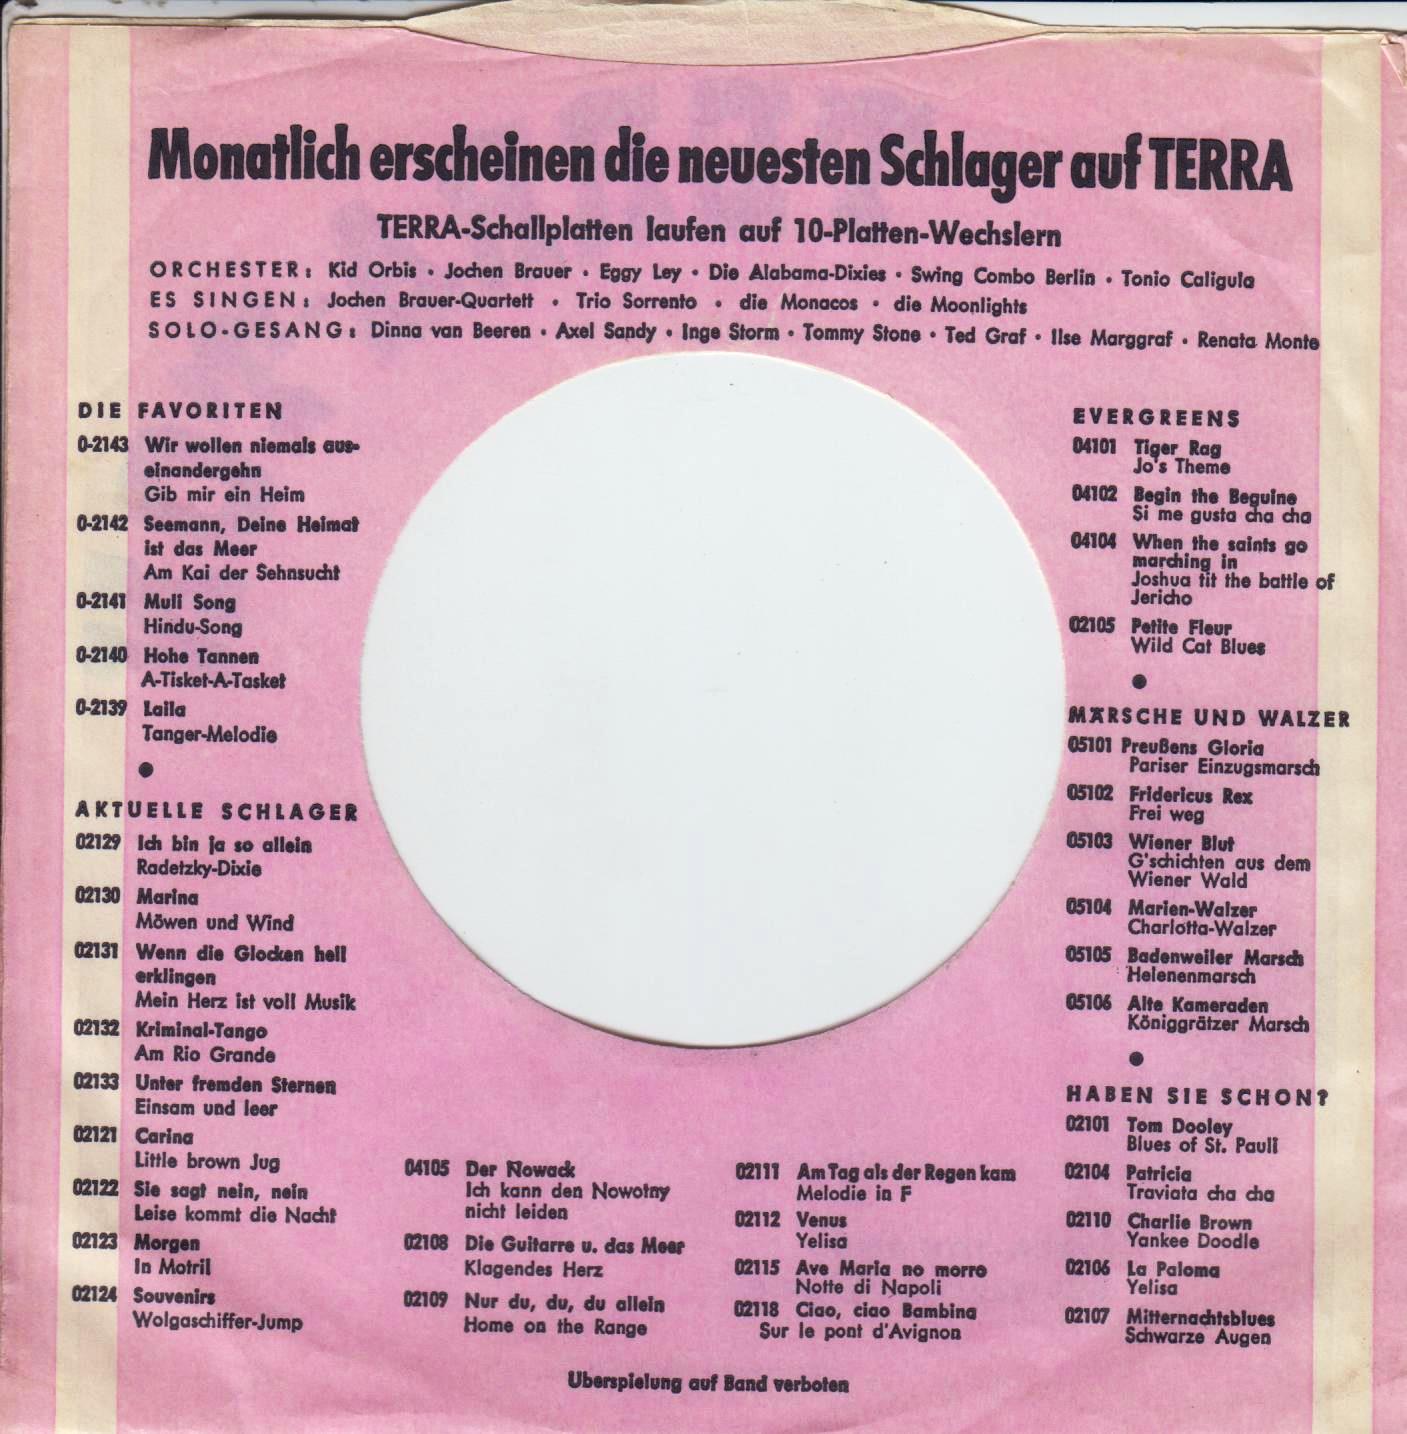 Monatlich erscheinen die neuesten Schlager auf TERRA
TERRA-Schallplatten laufen auf 10-Platten-Wechslern
ORCHESTER: Kid Orbis • Jochen Brauer • Eggy Ley • Die Alabama-Dixies • Swing Combo Berlin • Tonio Caligula
ES SINGEN: Jochen Brauer-Quartett • Trio Sorrento • die Monacos • die Moonlights
SOLO-GESANG: Dinna van Beeren • Axel Sandy • Inge Storm • Tommy Stone • Ted Graf • Ilse Marggraf • Renata Monte
DIE FAVORITEN
0-2143 Wir wollen niemals aus-
einandergehn
Gib mir ein Heim
0-2142 Seemann, Deine Heimat
ist das Meer
Am Kai der Sehnsucht
0-2141 Muli Song
Hindu-Song
0-2140 Hohe Tannen
A-Tisket-A-Tasket
0-2139 Laila
Tanger-Melodie
●
AKTUELLE SCHLAGER
02129 Ich bin ja so allein
Radetzky-Dixie
02130 Marina
Möwen und Wind
02131 Wenn die Glocken hell
erklingen
Mein Herz ist voll Musik
02132 Kriminal-Tango
Am Rio Grande
02133 Unter fremden Sternen
Einsam und leer
02121 Carina
Little brown Jug
02122 Sie sagt nein, nein
Leise kommt die Nacht
02123 Morgen
In Motril
02124 Souvenirs
Wolgaschiffer-Jump
04105 Der Nowack
Ich kann den Nowotny
nicht leiden
02108 Die Guitarre u. das Meer
Klagendes Herz
02109 Nur du, du, du allein
Home on the Range
02111 Am Tag als der Regen kam
Melodie in F
02112 Venus
Yelisa
02115 Ave Maria no morro
Notte di Napoli
02118 Ciao, ciao Bambina
Sur le pont d'Avignon
EVERGREENS
04101 Tiger Rag
Jo's Theme
04102 Begin the Beguine
Si me gusta cha cha
04104 When the saints go
marching in
Joshua tit the battle of
Jericho
02105 Petite Fleur
Wild Cat Blues
●
MÄRSCHE UND WALZER
05101 Preußens Gloria
Pariser Einzugsmarsch
05102 Fridericus Rex
Frei weg
05103 Wiener Blut
G'schichten aus dem
Wiener Wald
05104 Marien-Walzer
Charlotta-Walzer
05105 Badenweiler Marsch
Helenenmarsch
05106 Alte Kameraden
Königgrätzer Marsch
●
HABEN SIE SCHON?
02101 Tom Dooley
Blues of St. Pauli
02104 Patricia
Traviata cha cha
02110 Charlie Brown
Yankee Doodle
02106 La Paloma
Yelisa
02107 Mitternachtsblues
Schwarze Augen
Uberspielung auf Band verboten